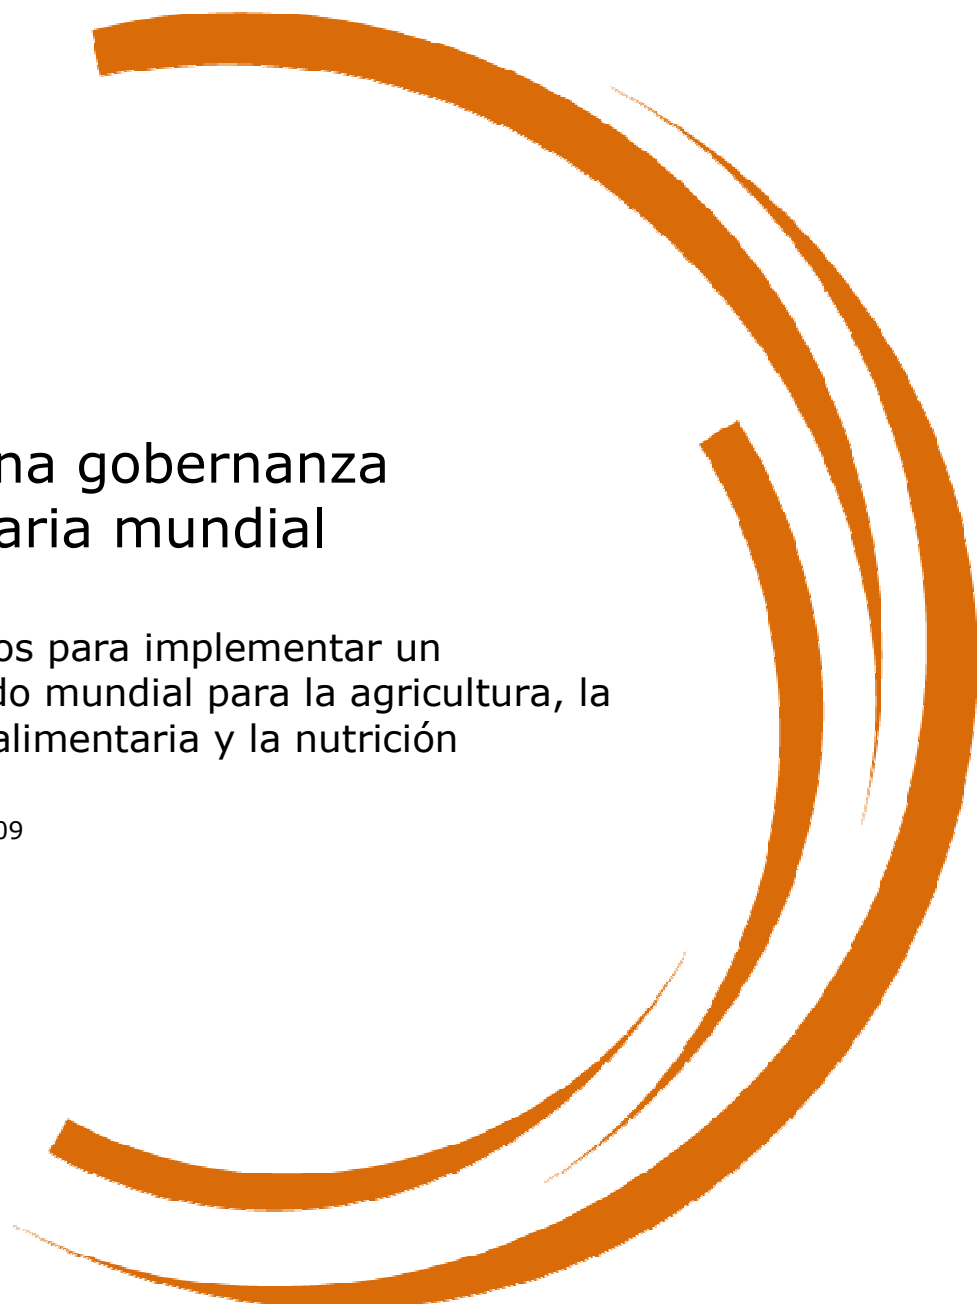 na gobernanza
aria mundial
os para implementar un
do mundial para la agricultura, la
alimentaria y la nutrición
09